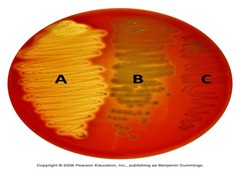 A B C
Copyright © 2006 Pearson Education, Inc., publishing as Benjamin Cummings.